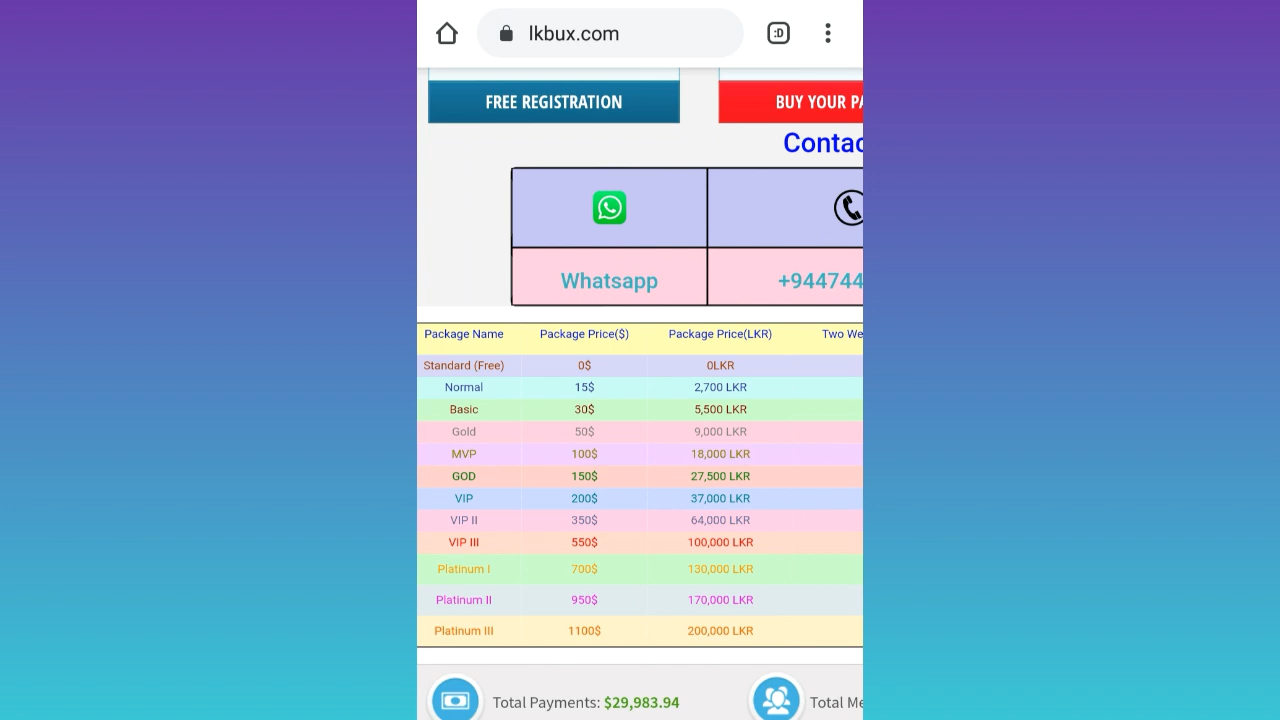 lkbux.com
:D
FREE REGISTRATION
BUY YOUR PA
Contac
Whatsapp
+944744
Package Name Package Price($) Package Price(LKR) Two We
Standard (Free) 0$ 0LKR
Normal 15$ 2,700 LKR
Basic 30$ 5,500 LKR
Gold 50$ 9,000 LKR
MVP 100$ 18,000 LKR
GOD 150$ 27,500 LKR
VIP 200$ 37,000 LKR
VIP II 350$ 64,000 LKR
VIP III 550$ 100,000 LKR
Platinum I 700$ 130,000 LKR
Platinum II 950$ 170,000 LKR
Platinum III 1100$ 200,000 LKR
Total Payments: $29,983.94
Total Me